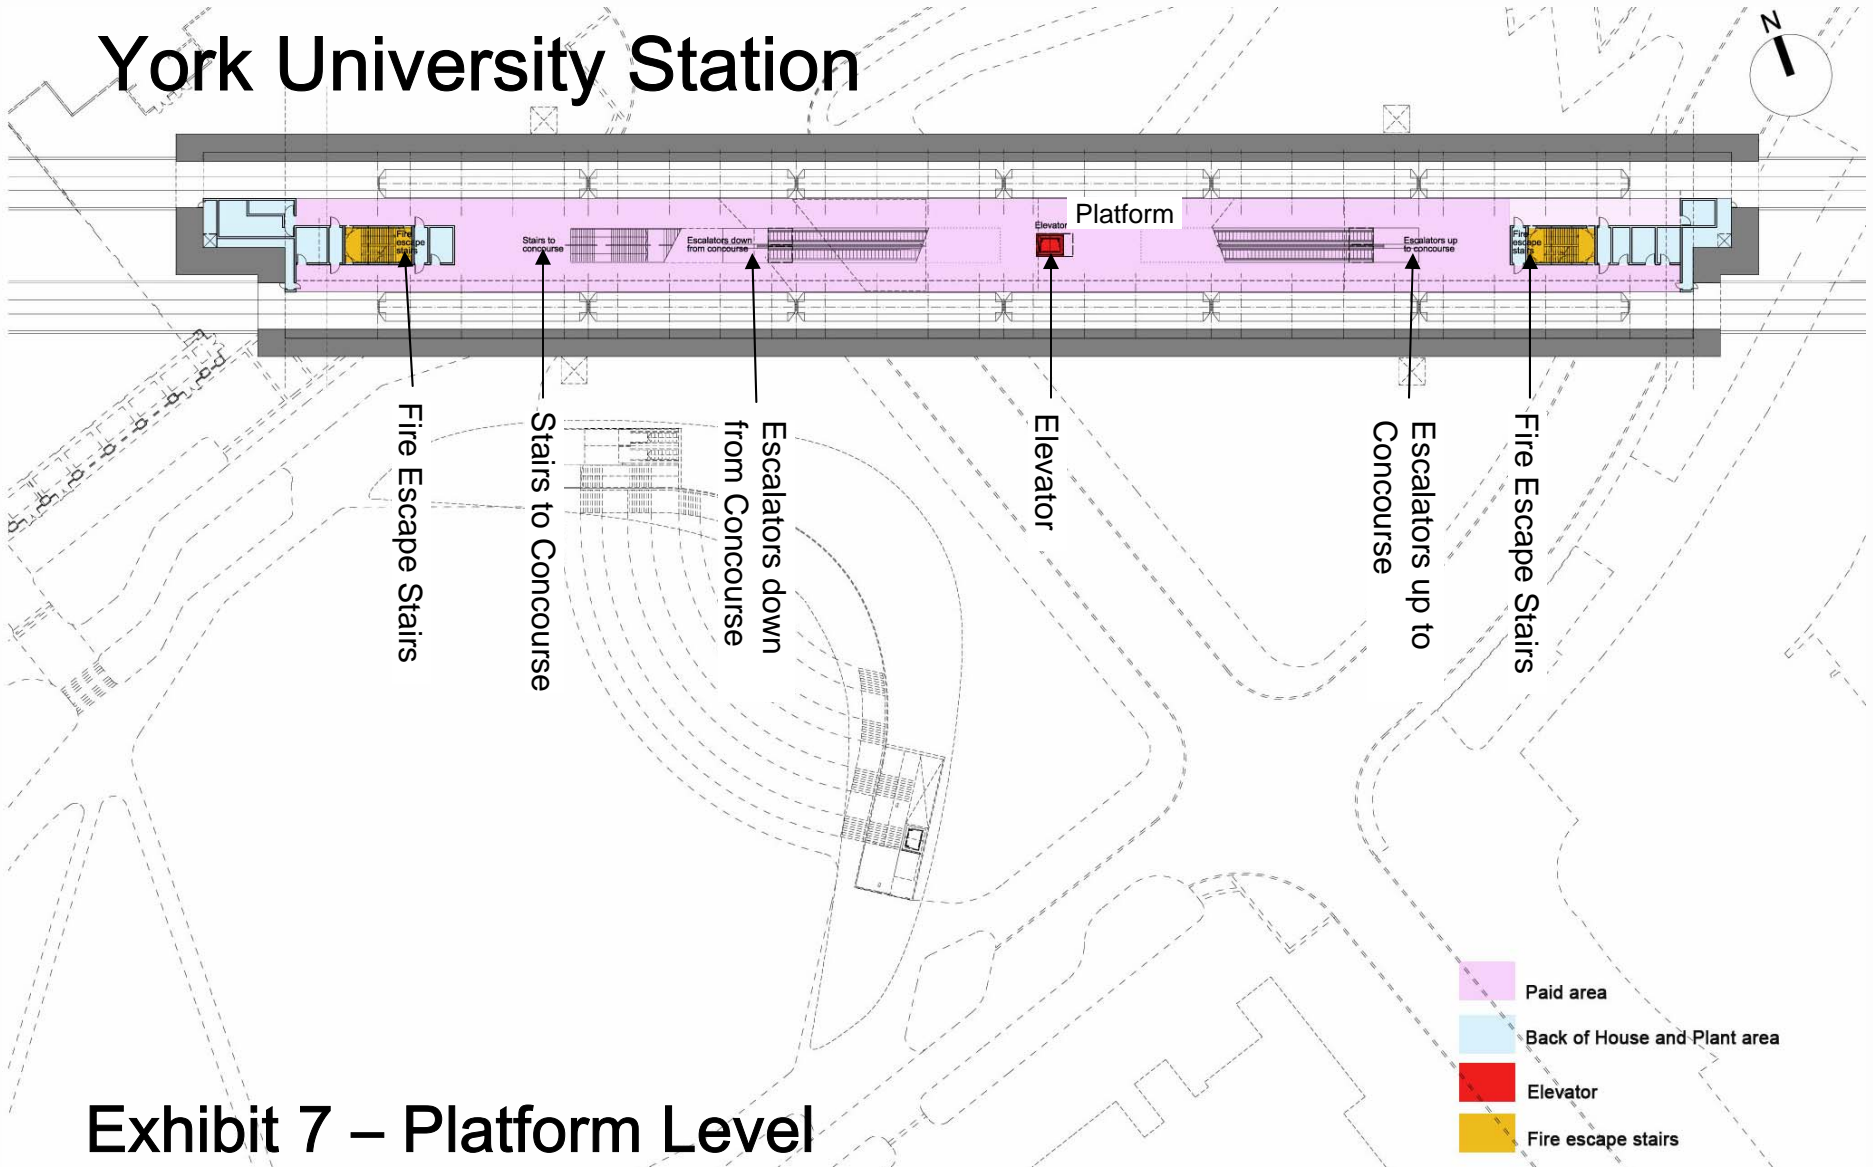 York University Station
N
Platform
Elevator
Fire
escape
stairs
Stairs to
concourse
Escalators down
from concourse
Escalators up
to concourse
Fire
escape
stairs
Fire Escape Stairs
Stairs to Concourse
Escalators down
from Concourse
Elevator
Escalators up to
Concourse
Fire Escape Stairs
Paid area
Back of House and Plant area
Elevator
Fire escape stairs
Exhibit 7 – Platform Level